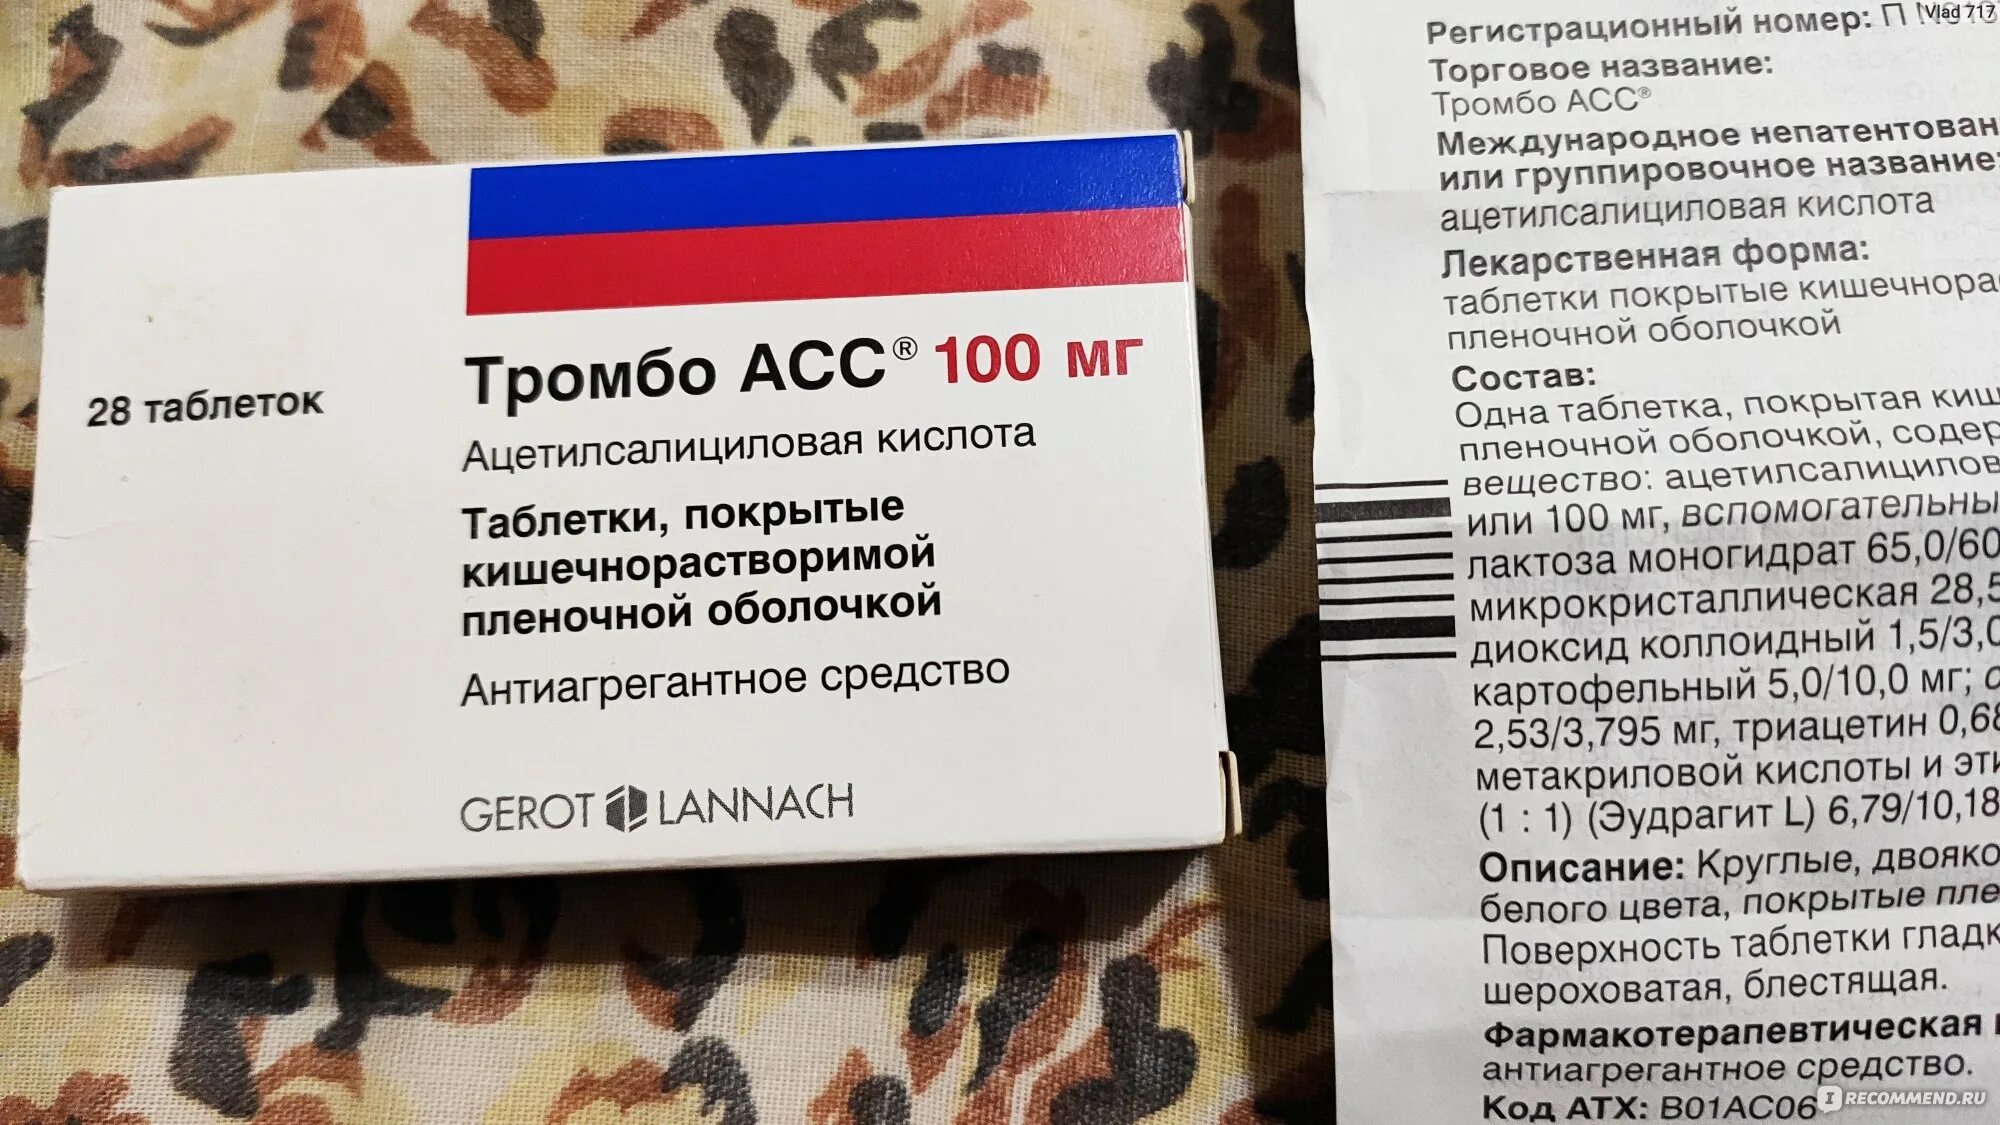 28 таблеток
Тромбо АСС® 100 мг
Ацетилсалициловая кислота
Таблетки, покрытые
кишечнорастворимой
пленочной оболочкой
Антиагрегантное средство
GEROT LANNACH
Регистрационный номер: П
Торговое название:
Тромбо АСС®
Международное непатентован
или группировочное название:
ацетилсалициловая кислота
Лекарственная форма:
таблетки покрытые кишечнорас
пленочной оболочкой
Состав:
Одна таблетка, покрытая киш
пленочной оболочкой, содер
вещество: ацетилсалицилов
или 100 мг, вспомогательны
лактоза моногидрат 65,0/60
микрокристаллическая 28,5
диоксид коллоидный 1,5/3,0
картофельный 5,0/10,0 мг; с
2,53/3,795 мг, триацетин 0,68
метакриловой кислоты и эти
(1 : 1) (Эудрагит L) 6,79/10,18
Описание: Круглые, двояко
белого цвета, покрытые пле
Поверхность таблетки гладк
шероховатая, блестящая.
Фармакотерапевтическая
антиагрегантное средство.
Код АТХ: B01AC06
Vlad 717
IRECOMMEND.RU